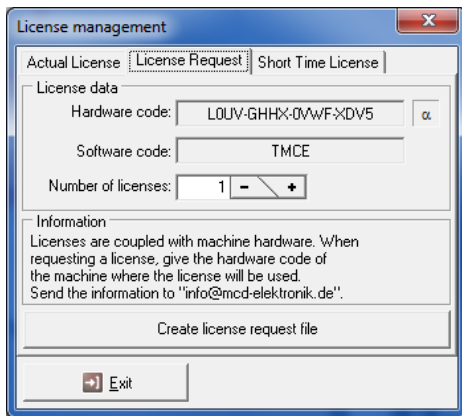 License management
Actual License License Request Short Time License
License data
Hardware code: L0UV-GHHX-0VWF-XDV5 α
Software code: TMCE
Number of licenses: 1 - +
Information
Licenses are coupled with machine hardware. When
requesting a license, give the hardware code of
the machine where the license will be used.
Send the information to "info@mcd-elektronik.de".
Create license request file
Exit